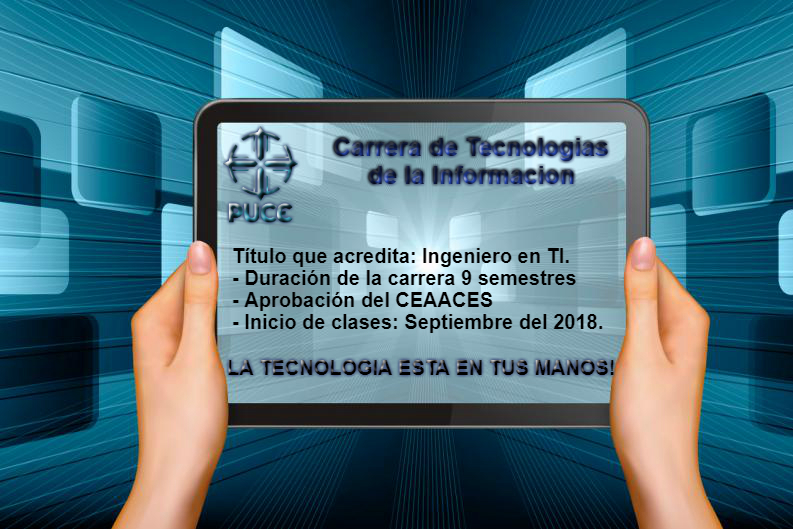 PUCE
Carrera de Tecnologias
de la Informacion
Título que acredita: Ingeniero en TI.
- Duración de la carrera 9 semestres
- Aprobación del CEAACES
- Inicio de clases: Septiembre del 2018.
LA TECNOLOGIA ESTA EN TUS MANOS!